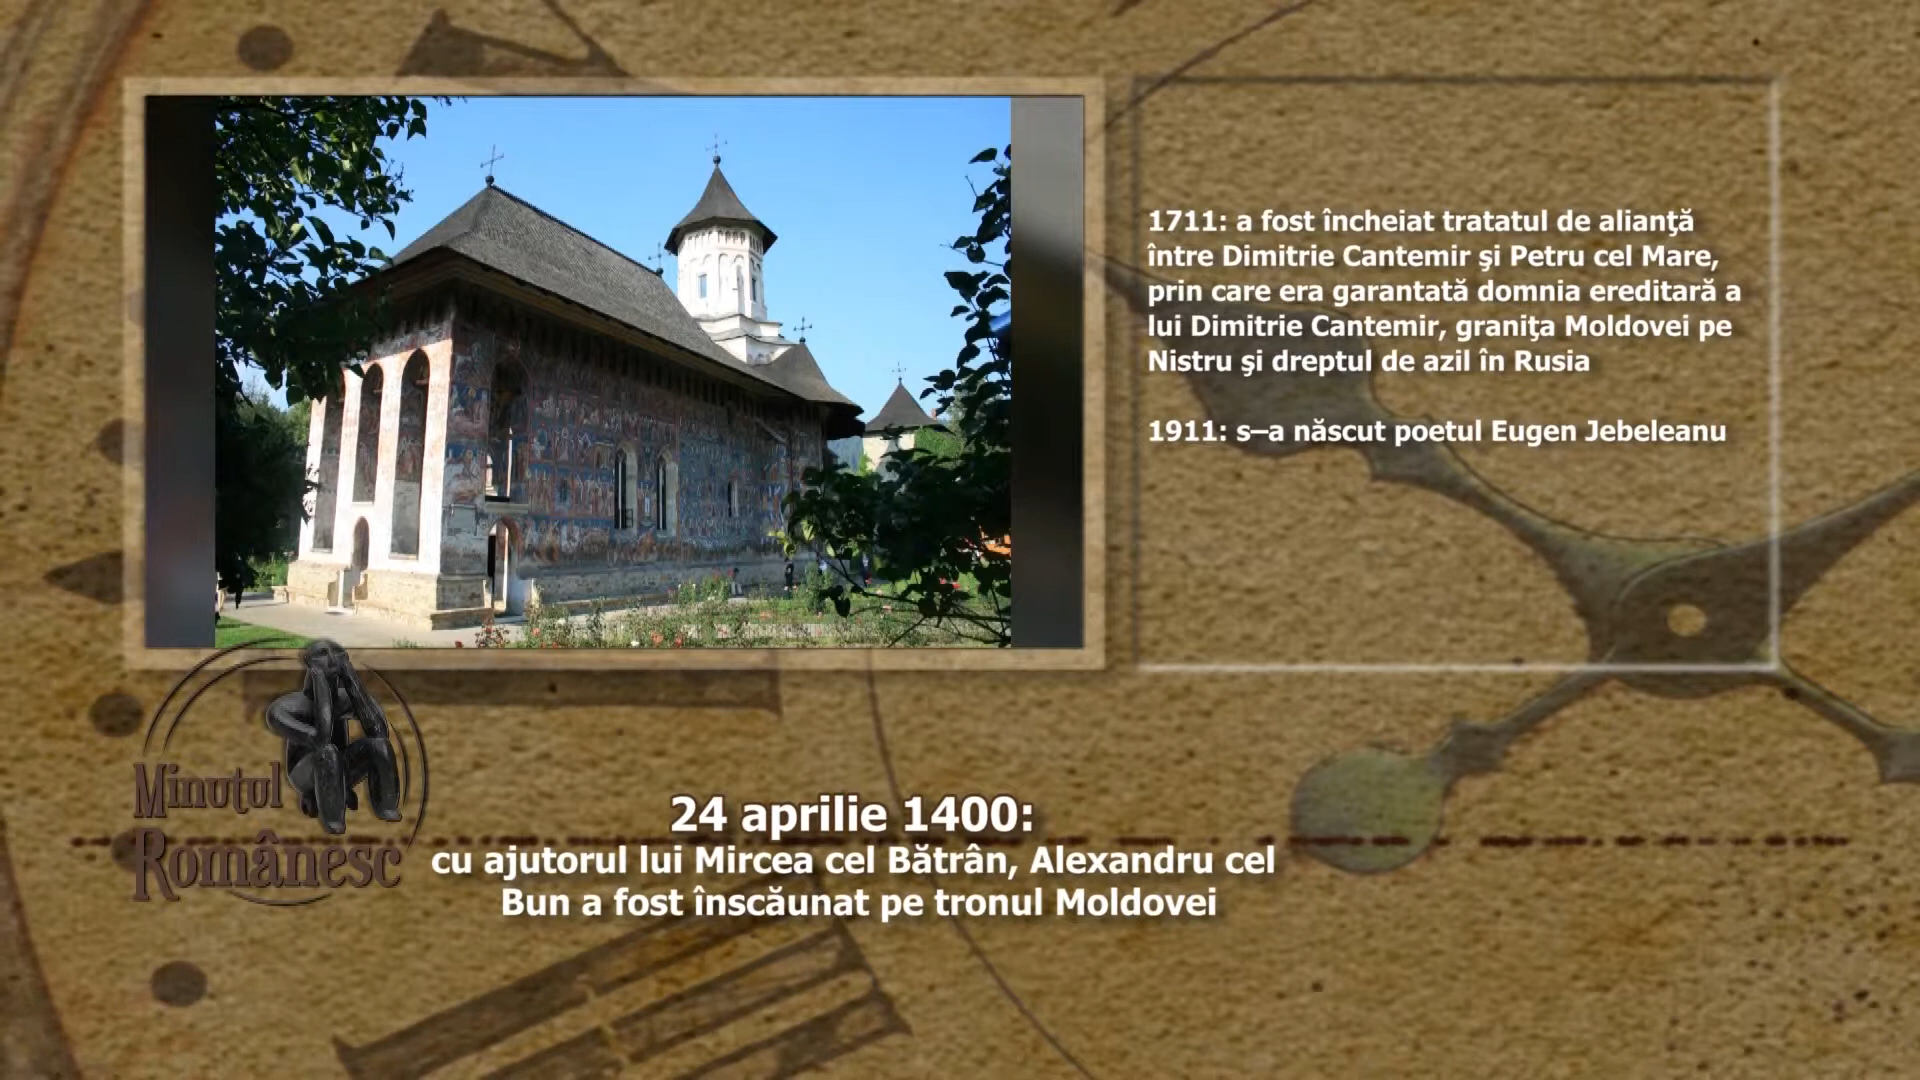 1711: a fost încheiat tratatul de alianţă
între Dimitrie Cantemir şi Petru cel Mare,
prin care era garantată domnia ereditară a
lui Dimitrie Cantemir, graniţa Moldovei pe
Nistru şi dreptul de azil în Rusia
1911: s–a născut poetul Eugen Jebeleanu
Minutul
Românesc
24 aprilie 1400:
cu ajutorul lui Mircea cel Bătrân, Alexandru cel
Bun a fost înscăunat pe tronul Moldovei